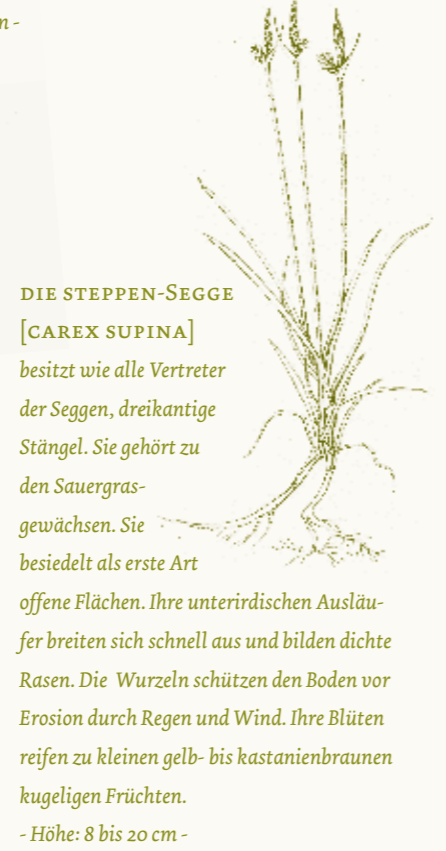 n -
DIE STEPPEN-SEGGE
[CAREX SUPINA]
besitzt wie alle Vertreter
der Seggen, dreikantige
Stängel. Sie gehört zu
den Sauergras-
gewächsen. Sie
besiedelt als erste Art
offene Flächen. Ihre unterirdischen Ausläu-
fer breiten sich schnell aus und bilden dichte
Rasen. Die  Wurzeln schützen den Boden vor
Erosion durch Regen und Wind. Ihre Blüten
reifen zu kleinen gelb- bis kastanienbraunen
kugeligen Früchten.
- Höhe: 8 bis 20 cm -